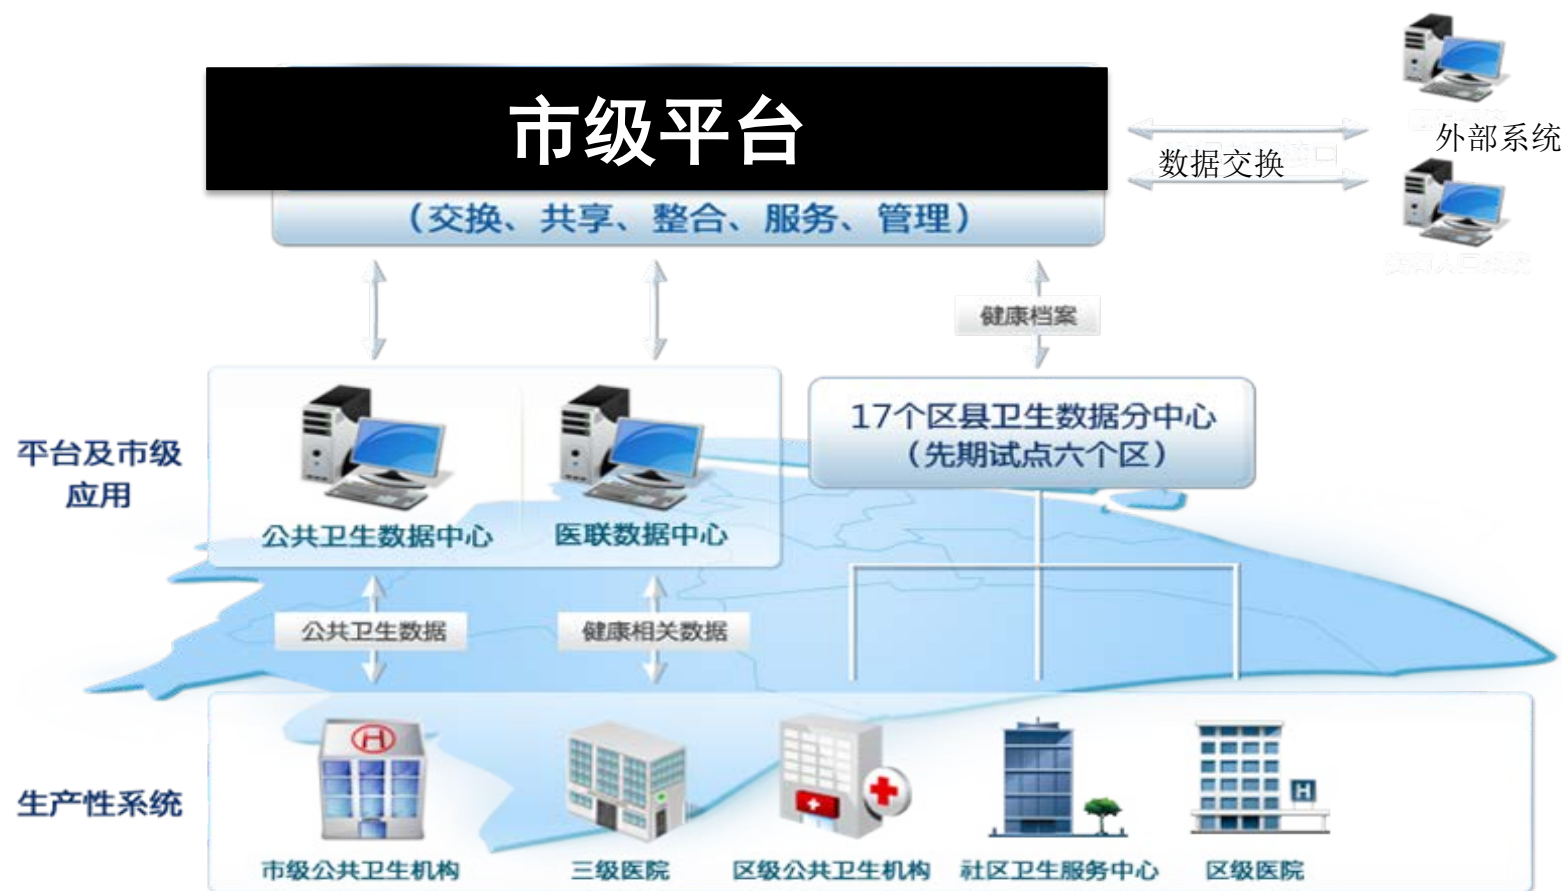 市级平台
（交换、共享、整合、服务、管理）
外部系统
数据交换
健康档案
17个区县卫生数据分中心
（先期试点六个区）
平台及市级
应用
公共卫生数据中心
医联数据中心
公共卫生数据
健康相关数据
生产性系统
H
H
市级公共卫生机构
三级医院
区级公共卫生机构
社区卫生服务中心
区级医院